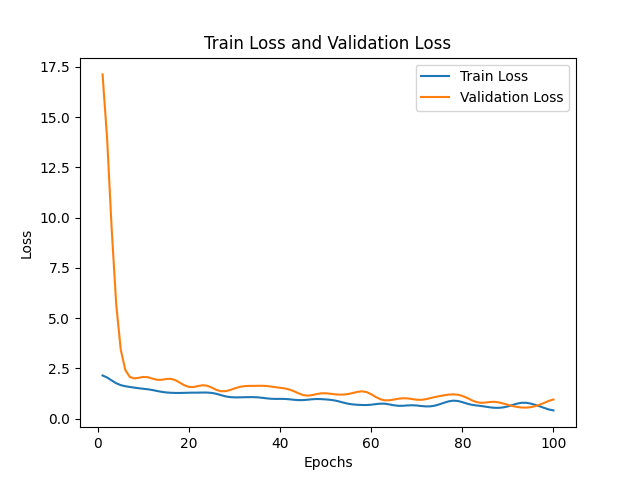 Train Loss and Validation Loss
17.5
15.0
12.5
10.0
7.5
5.0
2.5
0.0
Loss
Train Loss
Validation Loss
0 20 40 60 80 100
Epochs